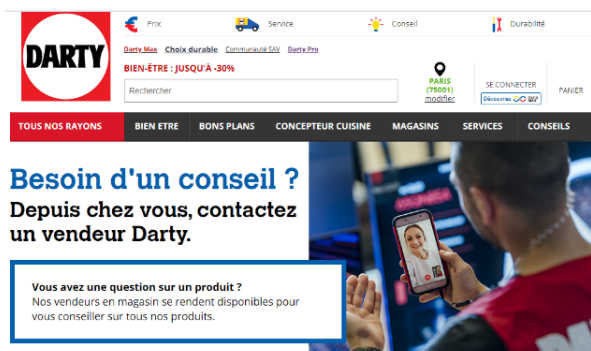 DARTY
Prix
Service
Conseil
Durabilité
Darty Max Choix durable Communauté SAV Darty Pro
BIEN-ÊTRE : JUSQU'À -30%
Rechercher
PARIS
(75001)
modifier
SE CONNECTER
Découvrez
PANIER
TOUS NOS RAYONS BIEN ETRE BONS PLANS CONCEPTEUR CUISINE MAGASINS SERVICES CONSEILS
Besoin d'un conseil ?
Depuis chez vous, contactez
un vendeur Darty.
Vous avez une question sur un produit ?
Nos vendeurs en magasin se rendent disponibles pour
vous conseiller sur tous nos produits.